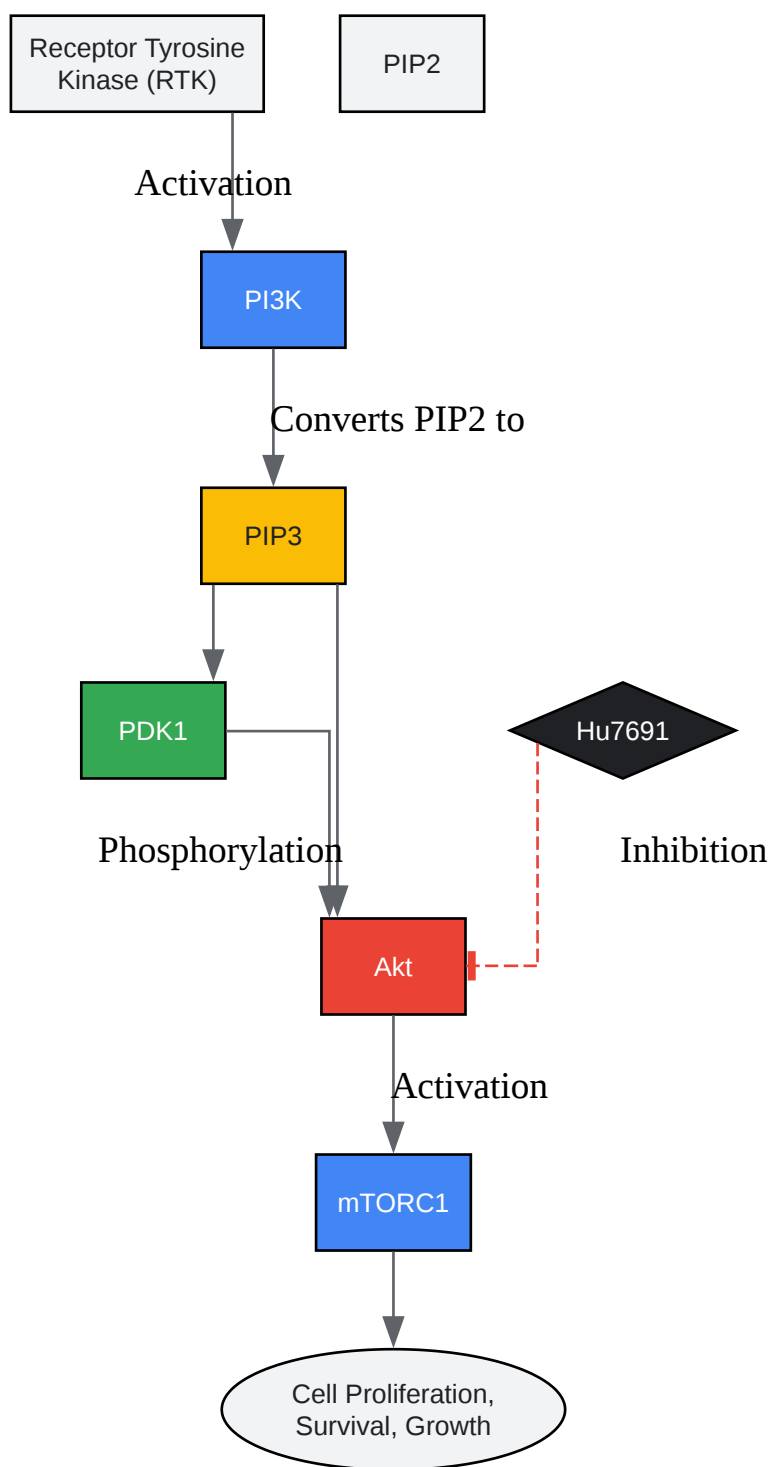 Receptor Tyrosine
Kinase (RTK)
PIP2
Activation
PI3K
Converts PIP2 to
PIP3
PDK1
Hu7691
Phosphorylation
Inhibition
Akt
Activation
mTORC1
Cell Proliferation,
Survival, Growth